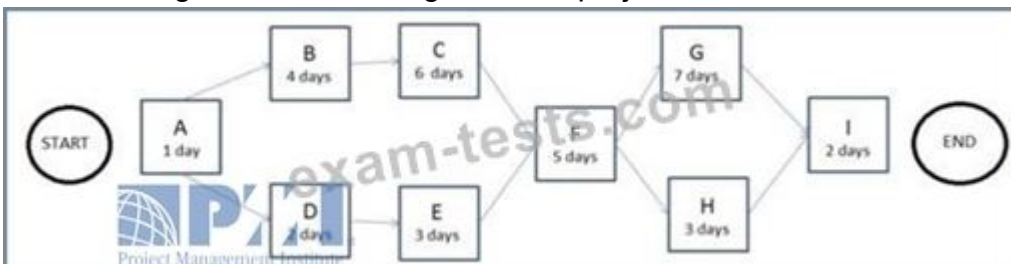 START
A
1 day
B
4 days
C
6 days
D
2 days
E
3 days
F
5 days
G
7 days
H
3 days
I
2 days
END
exam-tests.com
PMI
Project Management Institute